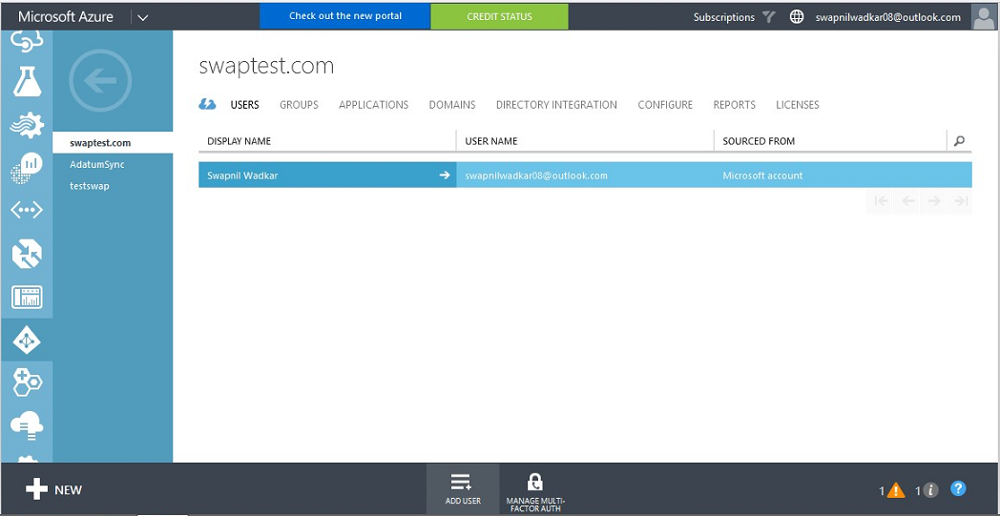 Microsoft Azure
Check out the new portal
CREDIT STATUS
Subscriptions
swapnilwadkar08@outlook.com
swaptest.com
AdatumSync
testswap
swaptest.com
USERS GROUPS APPLICATIONS DOMAINS DIRECTORY INTEGRATION CONFIGURE REPORTS LICENSES
DISPLAY NAME USER NAME SOURCED FROM
Swapnil Wadkar swapnilwadkar08@outlook.com Microsoft account
NEW
ADD USER
MANAGE MULTI-
FACTOR AUTH
1 ! 1 i ?